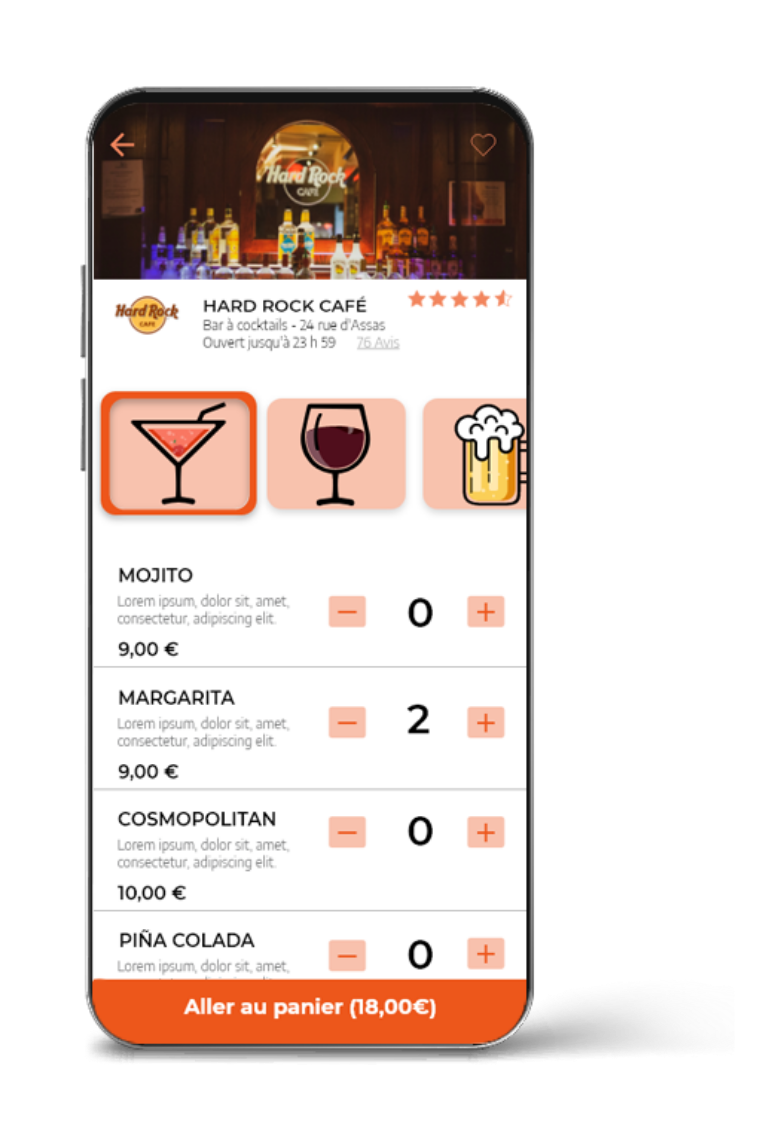 Hard Rock
CAFE
Hard Rock
CAFE
HARD ROCK CAFÉ
Bar à cocktails - 24 rue d'Assas
Ouvert jusqu'à 23 h 59 76 Avis
MOJITO
Lorem ipsum, dolor sit, amet,
consectetur, adipiscing elit.
− 0 +
9,00 €
MARGARITA
Lorem ipsum, dolor sit, amet,
consectetur, adipiscing elit.
− 2 +
9,00 €
COSMOPOLITAN
Lorem ipsum, dolor sit, amet,
consectetur, adipiscing elit.
− 0 +
10,00 €
PIÑA COLADA
Lorem ipsum, dolor sit, amet,
− 0 +
Aller au panier (18,00€)